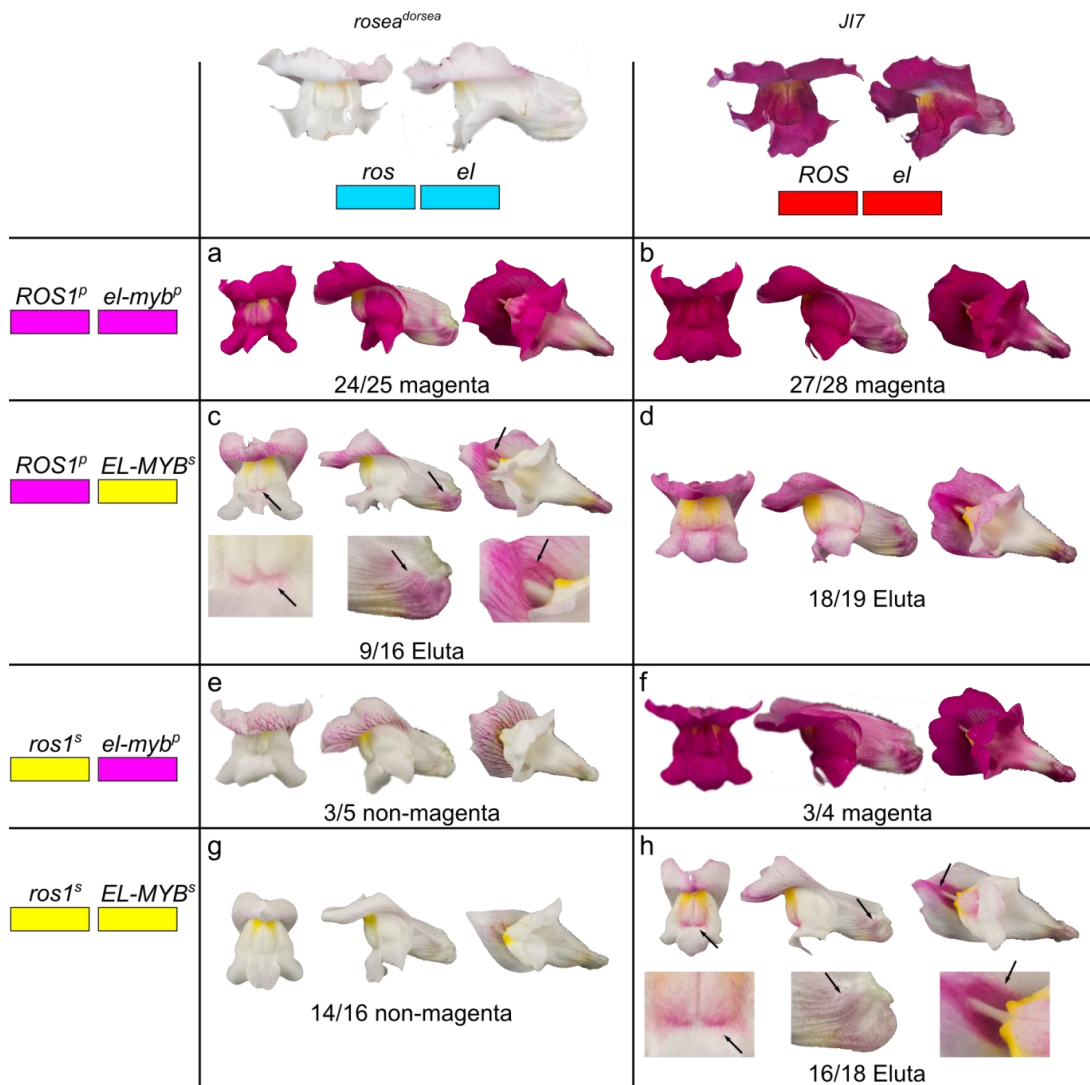 rosea^dorsea JI7
ros el ROS el
a b
ROS1^p el-myb^p
24/25 magenta 27/28 magenta
c d
ROS1^p EL-MYB^s
18/19 Eluta
9/16 Eluta
e f
ros1^s el-myb^p
3/5 non-magenta 3/4 magenta
g h
ros1^s EL-MYB^s
14/16 non-magenta
16/18 Eluta